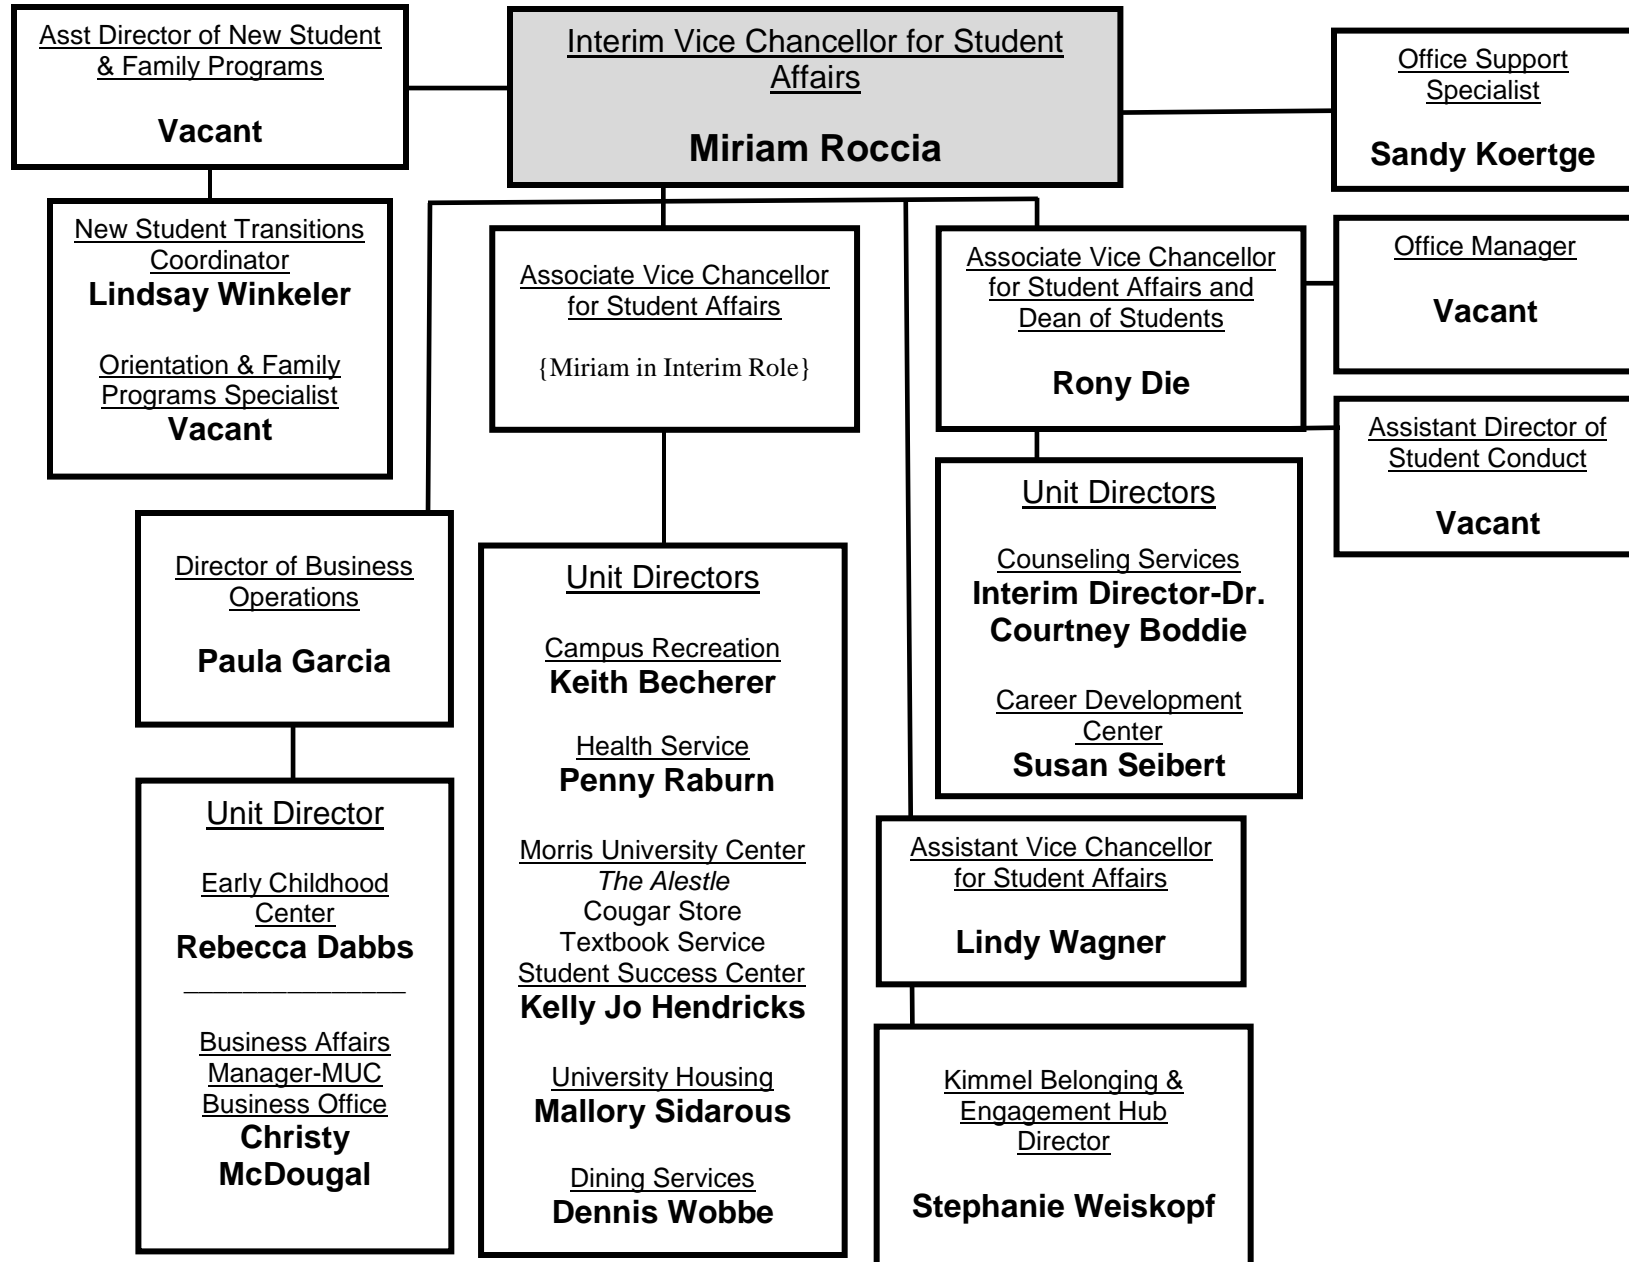 Asst Director of New Student
& Family Programs
Vacant
Interim Vice Chancellor for Student
Affairs
Miriam Roccia
Office Support
Specialist
Sandy Koertge
New Student Transitions
Coordinator
Lindsay Winkeler
Orientation & Family
Programs Specialist
Vacant
Associate Vice Chancellor
for Student Affairs
{Miriam in Interim Role}
Associate Vice Chancellor
for Student Affairs and
Dean of Students
Rony Die
Office Manager
Vacant
Assistant Director of
Student Conduct
Vacant
Director of Business
Operations
Paula Garcia
Unit Director
Early Childhood
Center
Rebecca Dabbs
Business Affairs
Manager-MUC
Business Office
Christy
McDougal
Unit Directors
Campus Recreation
Keith Becherer
Health Service
Penny Raburn
Morris University Center
The Alestle
Cougar Store
Textbook Service
Student Success Center
Kelly Jo Hendricks
University Housing
Mallory Sidarous
Dining Services
Dennis Wobbe
Unit Directors
Counseling Services
Interim Director-Dr.
Courtney Boddie
Career Development
Center
Susan Seibert
Assistant Vice Chancellor
for Student Affairs
Lindy Wagner
Kimmel Belonging &
Engagement Hub
Director
Stephanie Weiskopf